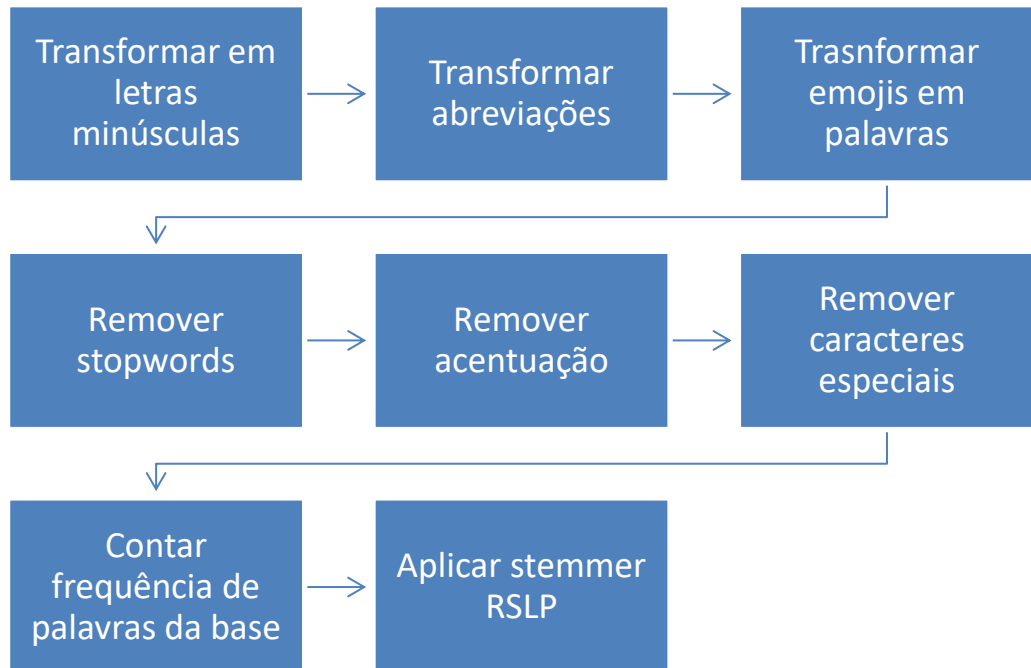 Transformar em
letras
minúsculas
Transformar
abreviações
Trasnformar
emojis em
palavras
Remover
stopwords
Remover
acentuação
Remover
caracteres
especiais
Contar
frequência de
palavras da base
Aplicar stemmer
RSLP